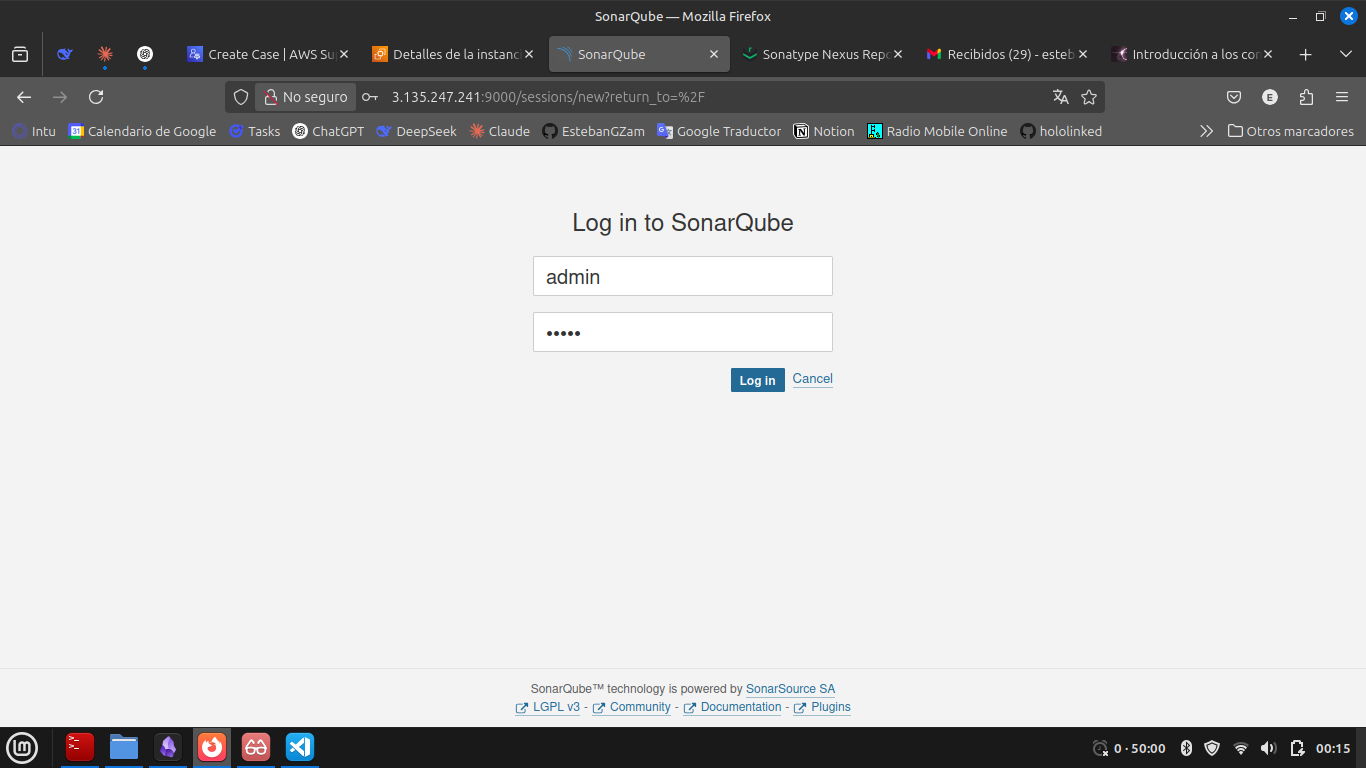 SonarQube — Mozilla Firefox
Create Case | AWS Su
Detalles de la instanci
SonarQube
Sonatype Nexus Repo
Recibidos (29) - esteb
Introducción a los con
No seguro
3.135.247.241:9000/sessions/new?return_to=%2F
E
Intu
31
Calendario de Google
Tasks
ChatGPT
DeepSeek
Claude
EstebanGZam
Google Traductor
Notion
Radio Mobile Online
hololinked
Otros marcadores
Log in to SonarQube
admin
•••••
Log in
Cancel
SonarQube™ technology is powered by SonarSource SA
LGPL v3 - Community - Documentation - Plugins
0 · 50:00
00:15